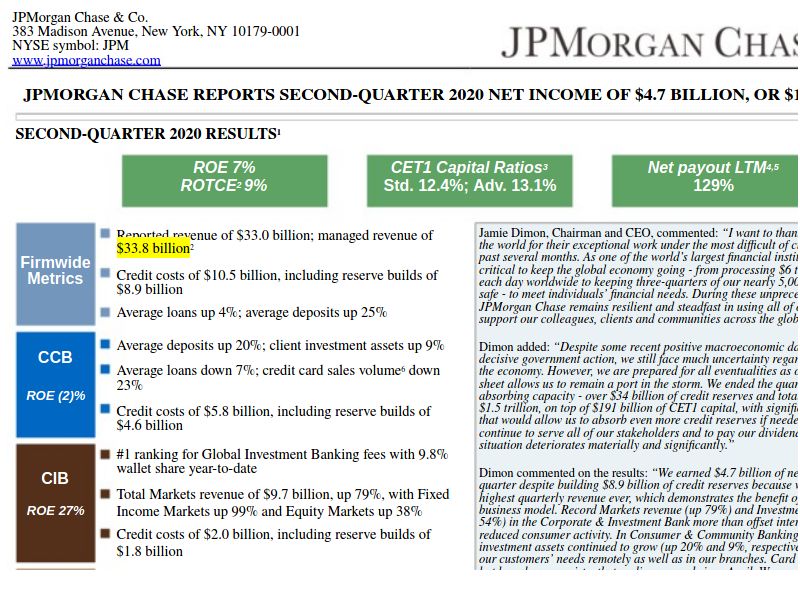 JPMorgan Chase & Co.
383 Madison Avenue, New York, NY 10179-0001
NYSE symbol: JPM
www.jpmorganchase.com
JPMORGAN CHAS
JPMORGAN CHASE REPORTS SECOND-QUARTER 2020 NET INCOME OF $4.7 BILLION, OR $1
SECOND-QUARTER 2020 RESULTS¹
ROE 7%
ROTCE² 9%
CET1 Capital Ratios³
Std. 12.4%; Adv. 13.1%
Net payout LTM⁴,⁵
129%
Firmwide
Metrics
Reported revenue of $33.0 billion; managed revenue of
$33.8 billion²
Credit costs of $10.5 billion, including reserve builds of
$8.9 billion
Average loans up 4%; average deposits up 25%
CCB
ROE (2)%
Average deposits up 20%; client investment assets up 9%
Average loans down 7%; credit card sales volume⁶ down
23%
Credit costs of $5.8 billion, including reserve builds of
$4.6 billion
CIB
ROE 27%
#1 ranking for Global Investment Banking fees with 9.8%
wallet share year-to-date
Total Markets revenue of $9.7 billion, up 79%, with Fixed
Income Markets up 99% and Equity Markets up 38%
Credit costs of $2.0 billion, including reserve builds of
$1.8 billion
Jamie Dimon, Chairman and CEO, commented: “I want to than
the world for their exceptional work under the most difficult of c
past several months. As one of the world’s largest financial insti
critical to keep the global economy going - from processing $6 t
each day worldwide to keeping three-quarters of our nearly 5,00
safe - to meet individuals’ financial needs. During these unprece
JPMorgan Chase remains resilient and steadfast in using all of o
support our colleagues, clients and communities across the glob
Dimon added: “Despite some recent positive macroeconomic da
decisive government action, we still face much uncertainty regar
the economy. However, we are prepared for all eventualities as o
sheet allows us to remain a port in the storm. We ended the quar
absorbing capacity - over $34 billion of credit reserves and tota
$1.5 trillion, on top of $191 billion of CET1 capital, with signifi
that would allow us to absorb even more credit reserves if neede
continue to serve all of our stakeholders and to pay our dividend
situation deteriorates materially and significantly.”
Dimon commented on the results: “We earned $4.7 billion of ne
quarter despite building $8.9 billion of credit reserves because w
highest quarterly revenue ever, which demonstrates the benefit o
business model. Record Markets revenue (up 79%) and Investme
54%) in the Corporate & Investment Bank more than offset inter
reduced consumer activity. In Consumer & Community Banking
investment assets continued to grow (up 20% and 9%, respective
our customers’ needs remotely as well as in our branches. Card